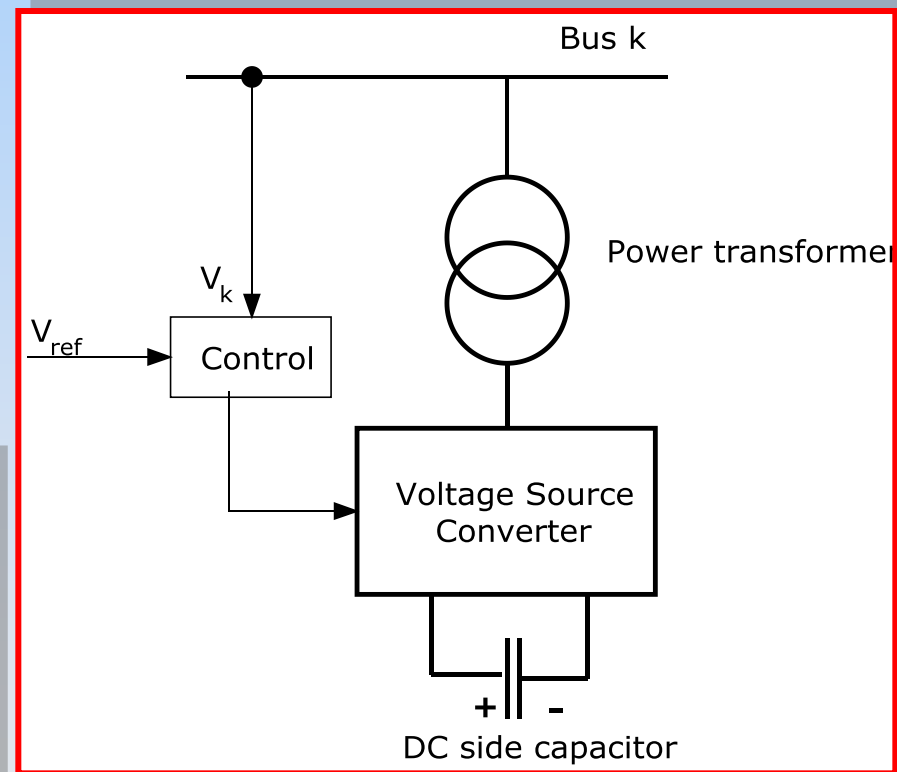 Bus k
Power transformer
Vk
Vref
Control
Voltage Source
Converter
+ -
DC side capacitor